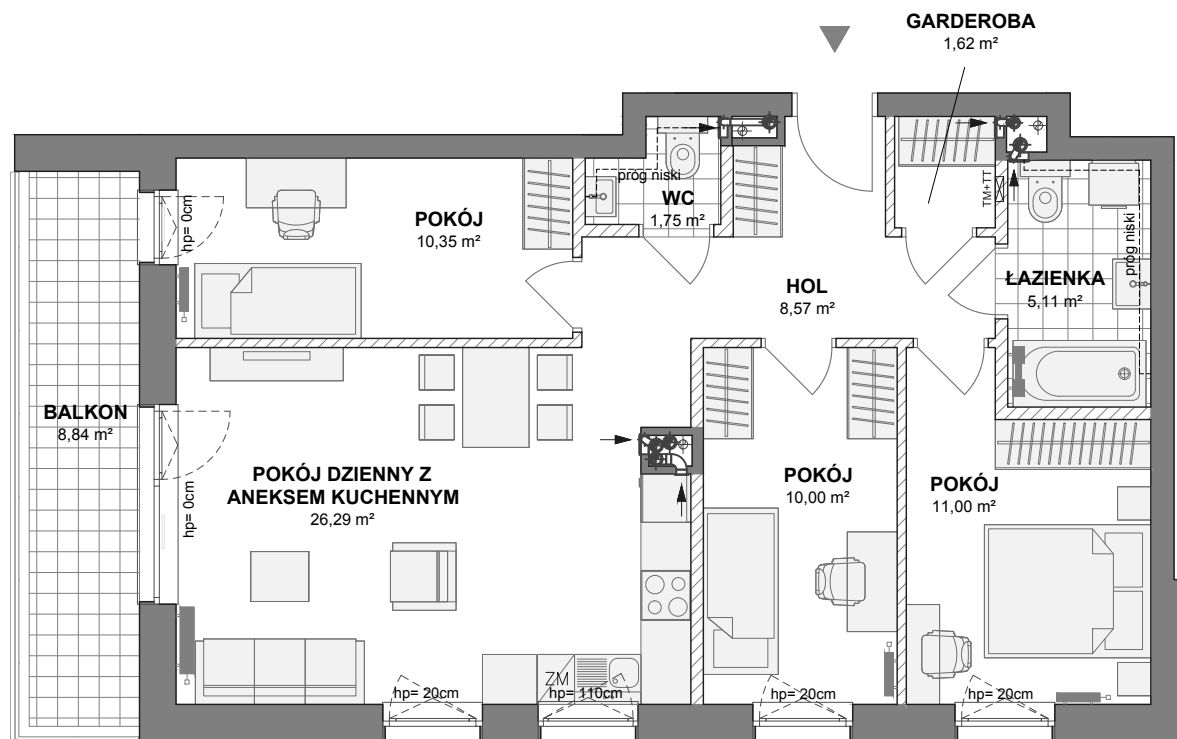 GARDEROBA
1,62 m²
próg niski
WC
1,75 m²
TM+TT
próg niski
hp= 0cm
POKÓJ
10,35 m²
HOL
8,57 m²
ŁAZIENKA
5,11 m²
BALKON
8,84 m²
hp= 0cm
POKÓJ DZIENNY Z
ANEKSEM KUCHENNYM
26,29 m²
POKÓJ
10,00 m²
POKÓJ
11,00 m²
ZM
hp= 20cm
hp= 110cm
hp= 20cm
hp= 20cm